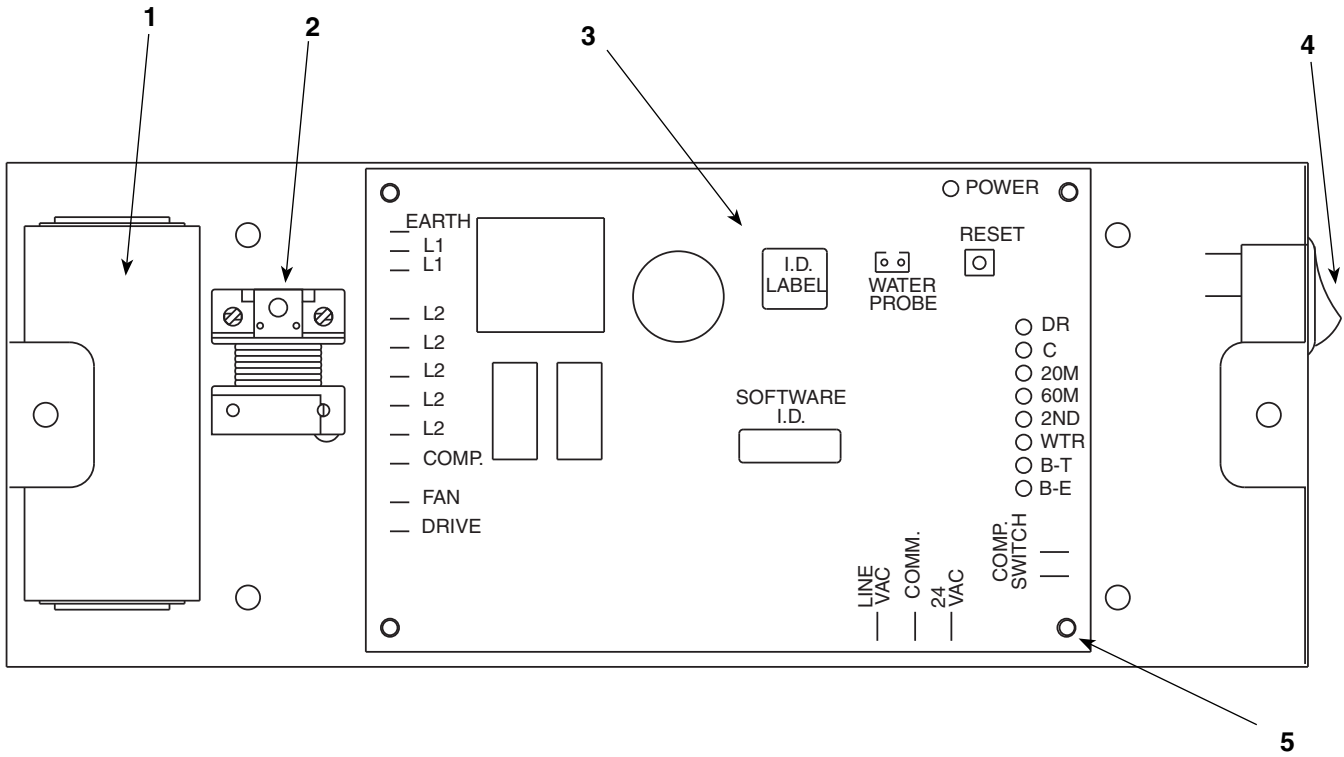 1
2
3
4
POWER
EARTH
L1
L1
L2
L2
L2
L2
L2
COMP.
FAN
DRIVE
I.D.
LABEL
WATER
PROBE
RESET
SOFTWARE
I.D.
DR
C
20M
60M
2ND
WTR
B-T
B-E
COMP.
SWITCH
LINE
VAC
COMM.
24
VAC
5